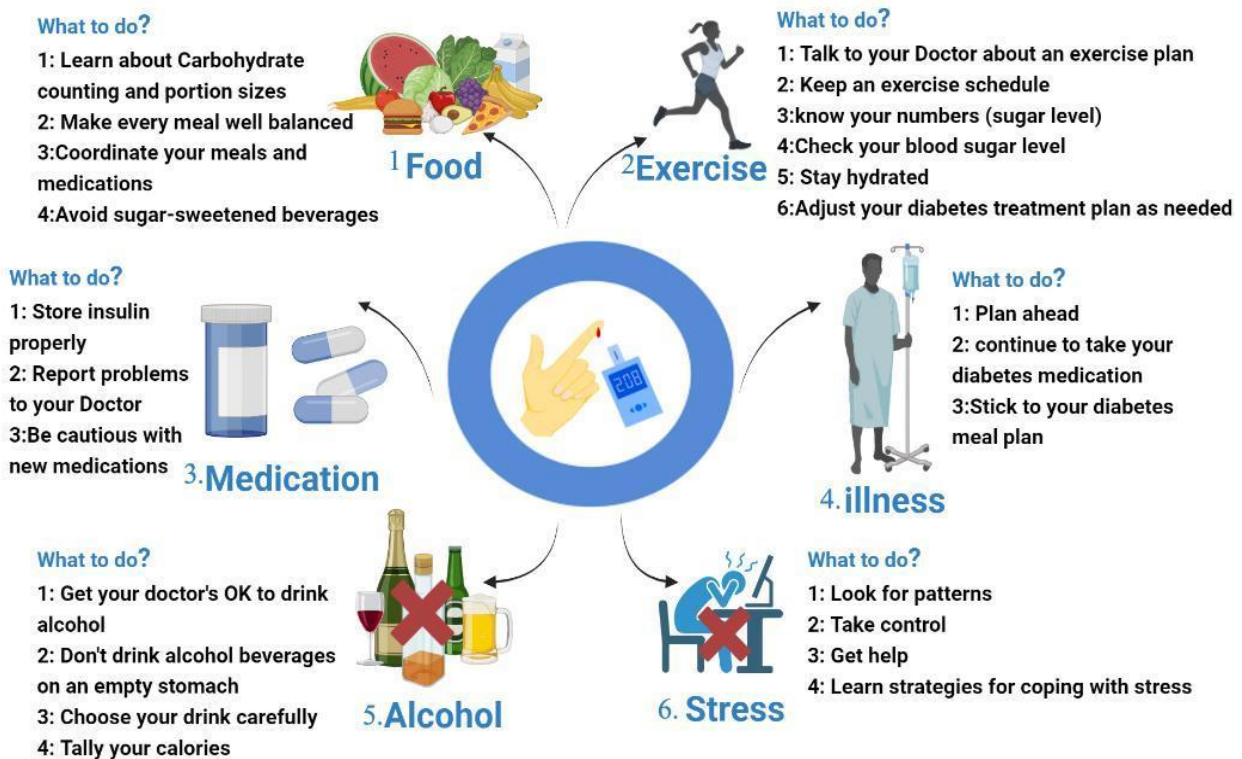 What to do?
1: Learn about Carbohydrate
counting and portion sizes
2: Make every meal well balanced
3:Coordinate your meals and
medications
4:Avoid sugar-sweetened beverages
1 Food
2 Exercise
What to do?
1: Talk to your Doctor about an exercise plan
2: Keep an exercise schedule
3:know your numbers (sugar level)
4:Check your blood sugar level
5: Stay hydrated
6:Adjust your diabetes treatment plan as needed
What to do?
1: Store insulin
properly
2: Report problems
to your Doctor
3:Be cautious with
new medications
3.Medication
208
What to do?
1: Plan ahead
2: continue to take your
diabetes medication
3:Stick to your diabetes
meal plan
4.illness
What to do?
1: Get your doctor's OK to drink
alcohol
2: Don't drink alcohol beverages
on an empty stomach
3: Choose your drink carefully
4: Tally your calories
5.Alcohol
6. Stress
What to do?
1: Look for patterns
2: Take control
3: Get help
4: Learn strategies for coping with stress